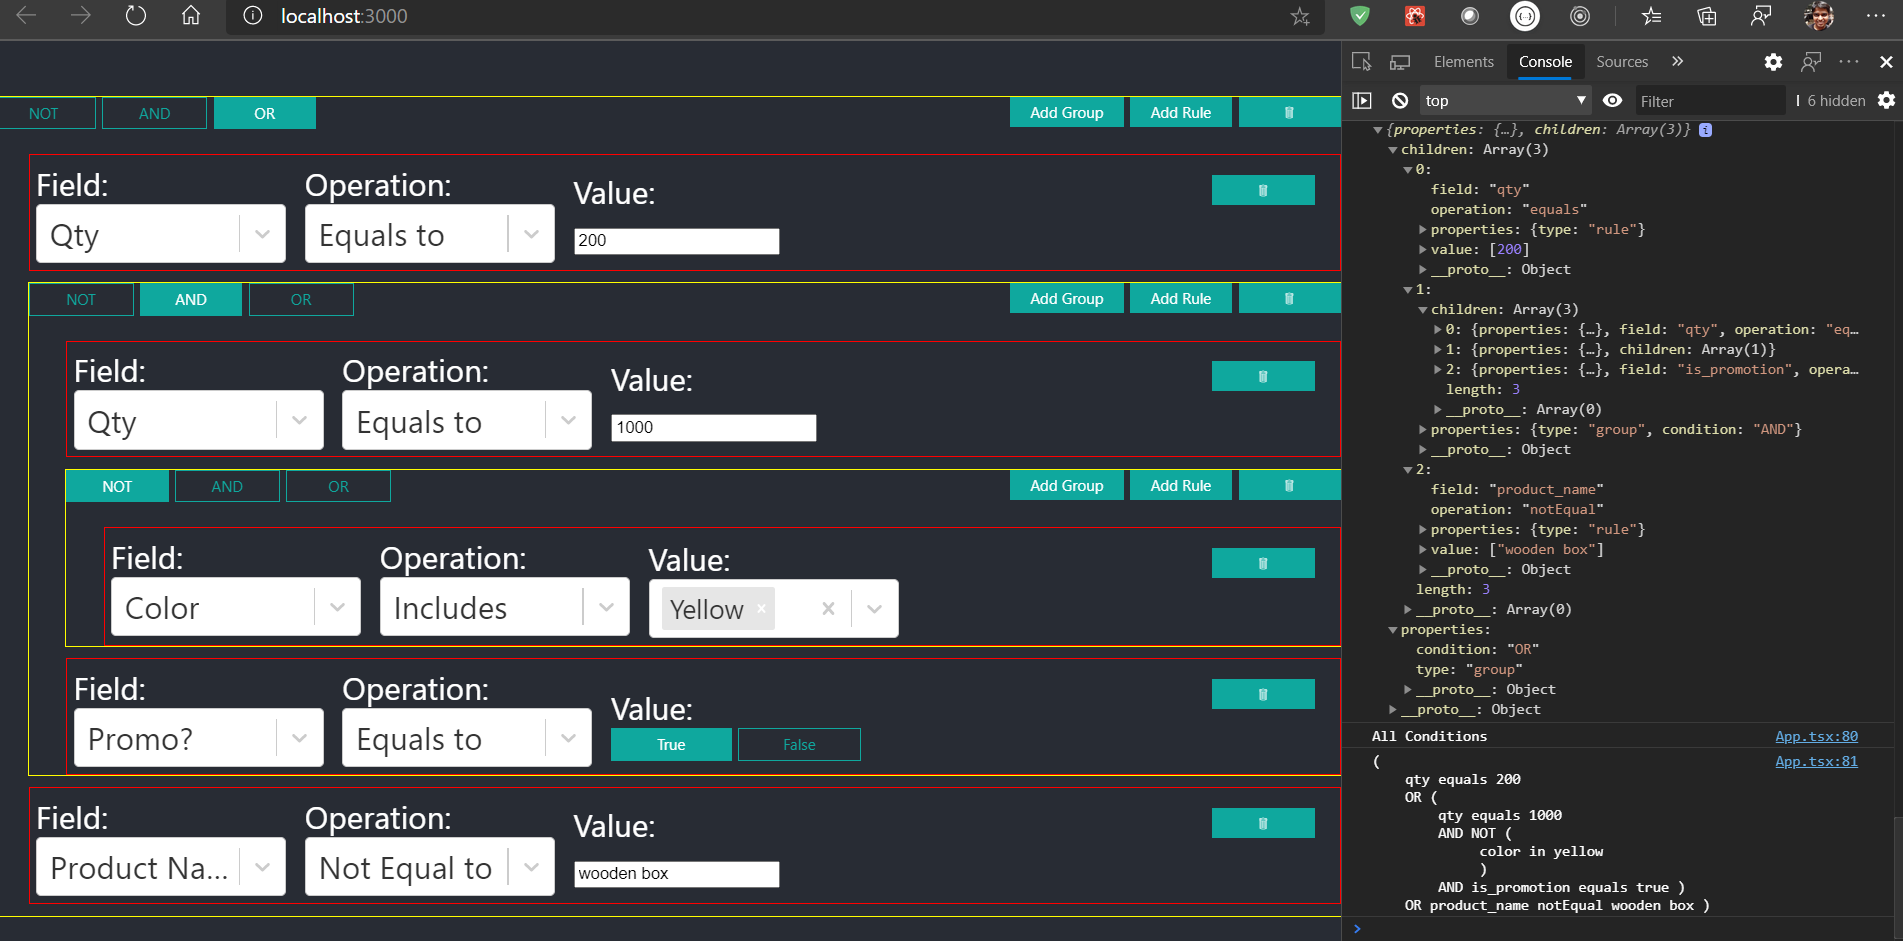 localhost:3000
NOT AND OR Add Group Add Rule
Field: Operation: Value:
Qty Equals to 200
NOT AND OR Add Group Add Rule
Field: Operation: Value:
Qty Equals to 1000
NOT AND OR Add Group Add Rule
Field: Operation: Value:
Color Includes Yellow
Field: Operation: Value:
Promo? Equals to True False
Field: Operation: Value:
Product Na... Not Equal to wooden box
Elements Console Sources
top Filter 6 hidden
{properties: {…}, children: Array(3)}
children: Array(3)
0:
field: "qty"
operation: "equals"
properties: {type: "rule"}
value: [200]
__proto__: Object
1:
children: Array(3)
0: {properties: {…}, field: "qty", operation: "eq…
1: {properties: {…}, children: Array(1)}
2: {properties: {…}, field: "is_promotion", opera…
length: 3
__proto__: Array(0)
properties: {type: "group", condition: "AND"}
__proto__: Object
2:
field: "product_name"
operation: "notEqual"
properties: {type: "rule"}
value: ["wooden box"]
__proto__: Object
length: 3
__proto__: Array(0)
properties:
condition: "OR"
type: "group"
__proto__: Object
__proto__: Object
All Conditions App.tsx:80
( App.tsx:81
qty equals 200
OR (
qty equals 1000
AND NOT (
color in yellow
)
AND is_promotion equals true )
OR product_name notEqual wooden box )